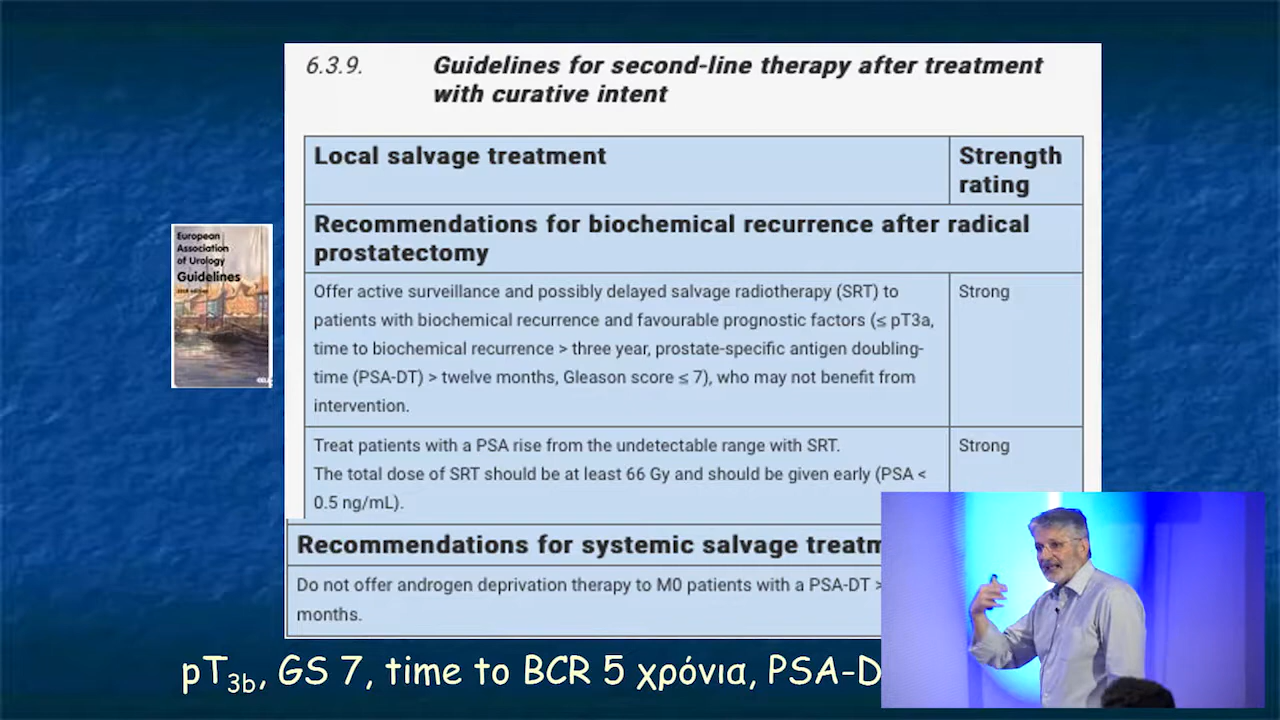 6.3.9. Guidelines for second-line therapy after treatment
with curative intent
Local salvage treatment
Strength
rating
Recommendations for biochemical recurrence after radical
prostatectomy
Offer active surveillance and possibly delayed salvage radiotherapy (SRT) to
patients with biochemical recurrence and favourable prognostic factors (≤ pT3a,
time to biochemical recurrence > three year, prostate-specific antigen doubling-
time (PSA-DT) > twelve months, Gleason score ≤ 7), who may not benefit from
intervention.
Strong
Treat patients with a PSA rise from the undetectable range with SRT.
The total dose of SRT should be at least 66 Gy and should be given early (PSA <
0.5 ng/mL).
Strong
Recommendations for systemic salvage treatm
Do not offer androgen deprivation therapy to M0 patients with a PSA-DT >
months.
European
Association
of Urology
Guidelines
pT3b, GS 7, time to BCR 5 χρόνια, PSA-D